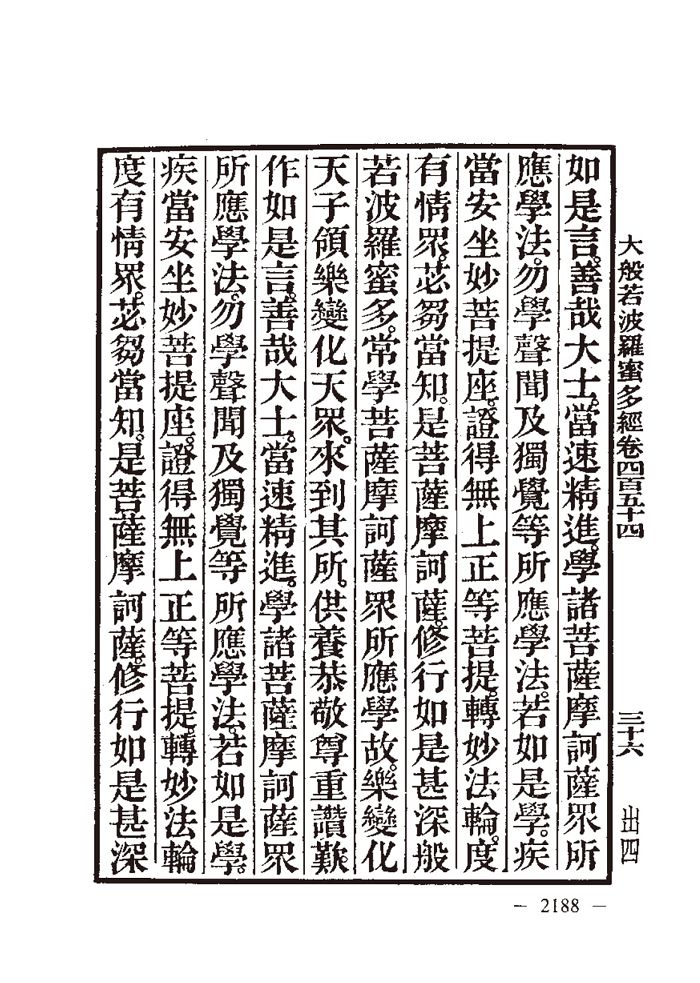 大般若波羅蜜多經卷四百五十四 三十六 出四
如是言。善哉大士。當速精進。學諸菩薩摩訶薩眾所
應學法。勿學聲聞及獨覺等所應學法。若如是學。疾
當安坐妙菩提座。證得無上正等菩提。轉妙法輪。度
有情眾。苾芻當知。是菩薩摩訶薩。修行如是甚深般
若波羅蜜多。常學菩薩摩訶薩眾所應學故。樂變化
天子領樂變化天眾。來到其所。供養恭敬尊重讚歎
作如是言。善哉大士。當速精進。學諸菩薩摩訶薩眾
所應學法。勿學聲聞及獨覺等所應學法。若如是學。
疾當安坐妙菩提座。證得無上正等菩提。轉妙法輪
度有情眾。苾芻當知。是菩薩摩訶薩。修行如是甚深
— 2188 —